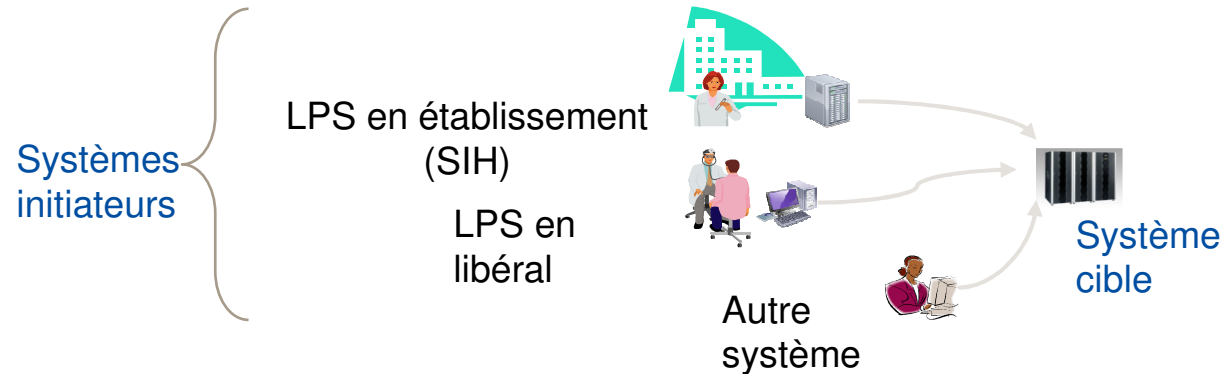 Systèmes
initiateurs
LPS en établissement
(SIH)
LPS en
libéral
Autre
système
Système
cible